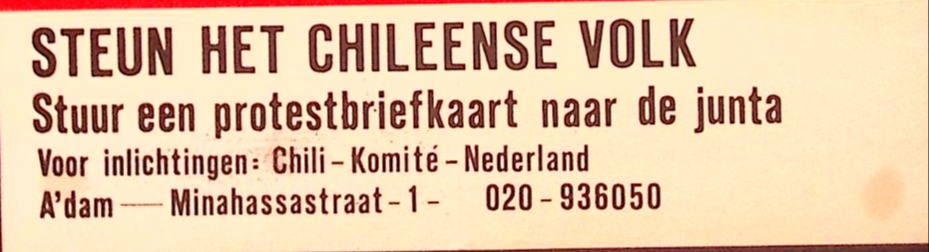 STEUN HET CHILEENSE VOLK
Stuur een protestbriefkaart naar de junta
Voor inlichtingen: Chili - Komité - Nederland
A'dam — Minahassastraat - 1 - 020 - 936050